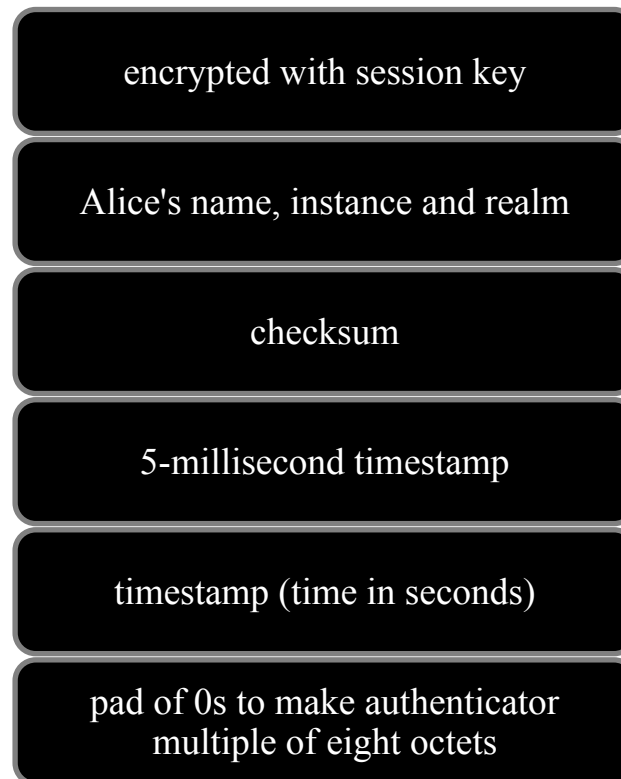 encrypted with session key
Alice's name, instance and realm
checksum
5-millisecond timestamp
timestamp (time in seconds)
pad of 0s to make authenticator
multiple of eight octets